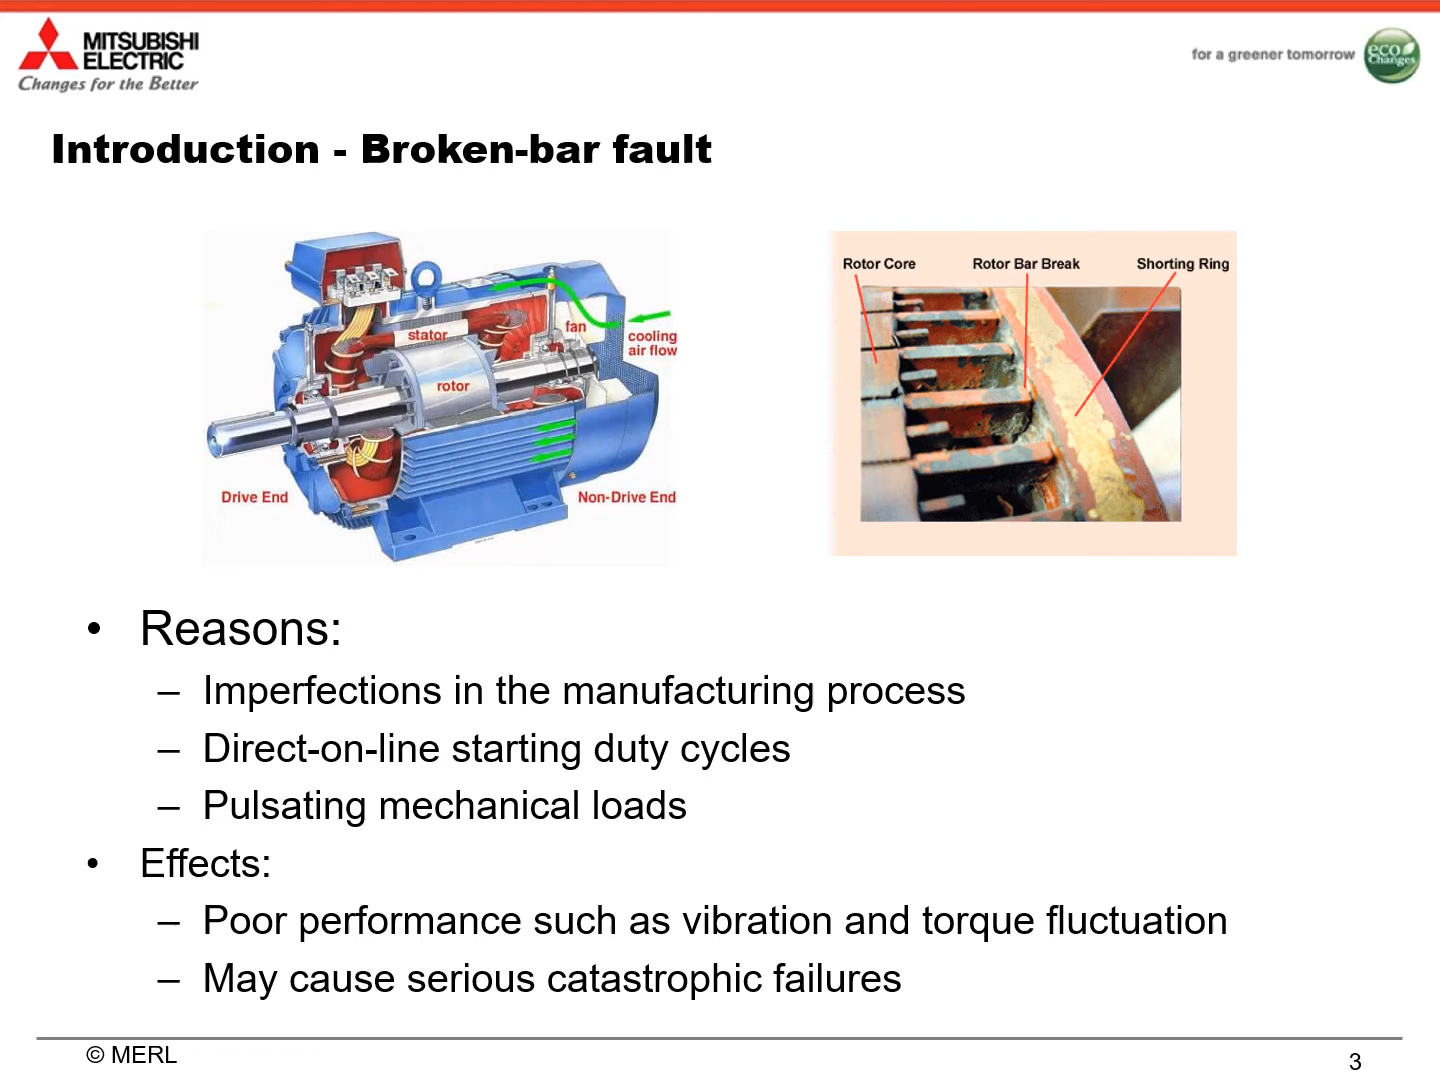 MITSUBISHI
ELECTRIC
Changes for the Better
for a greener tomorrow
eco
Changes
Introduction - Broken-bar fault
stator
rotor
fan
cooling
air flow
Drive End
Non-Drive End
Rotor Core
Rotor Bar Break
Shorting Ring
• Reasons:
– Imperfections in the manufacturing process
– Direct-on-line starting duty cycles
– Pulsating mechanical loads
• Effects:
– Poor performance such as vibration and torque fluctuation
– May cause serious catastrophic failures
© MERL
3